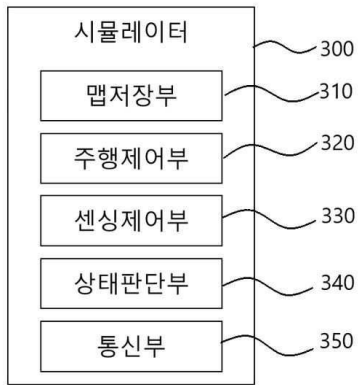 시뮬레이터
300
맵저장부
310
주행제어부
320
센싱제어부
330
상태판단부
340
통신부
350